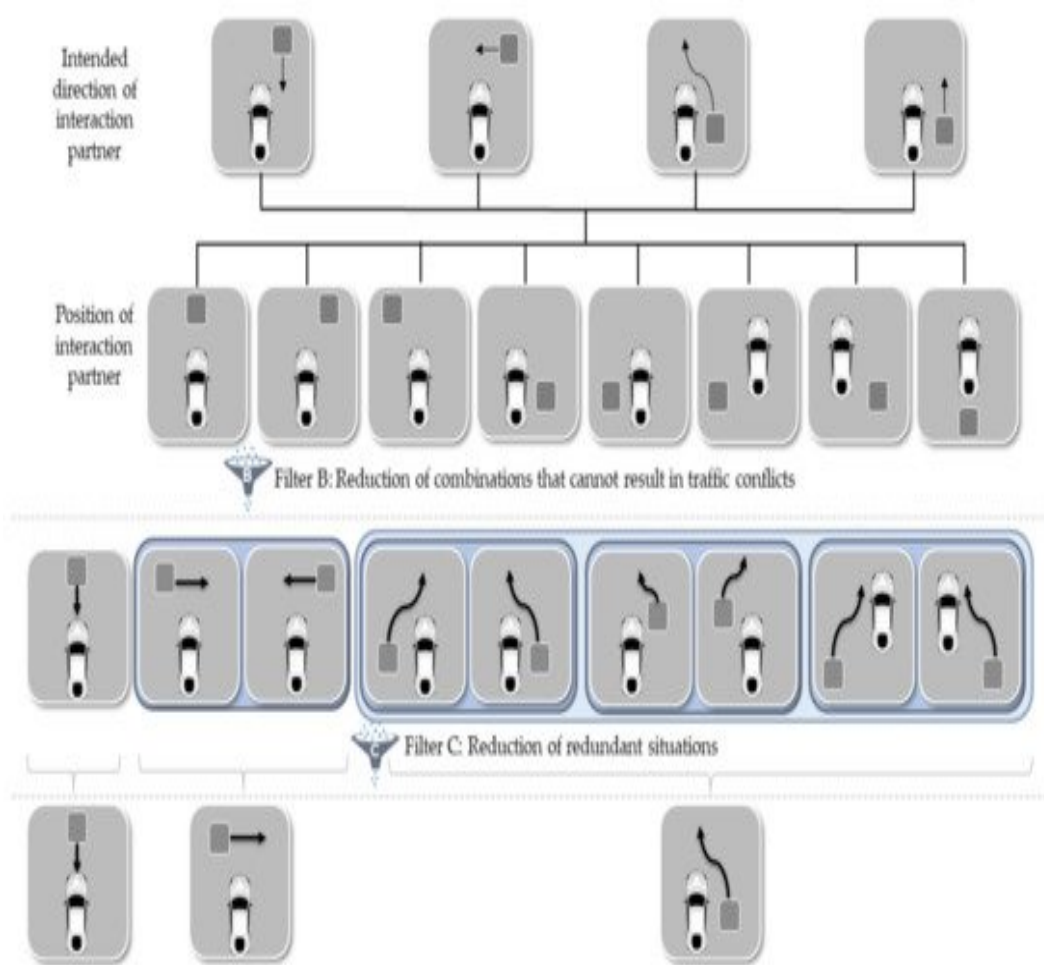 Intended
direction of
interaction
partner
Position of
interaction
partner
B
Filter B: Reduction of combinations that cannot result in traffic conflicts
C
Filter C: Reduction of redundant situations